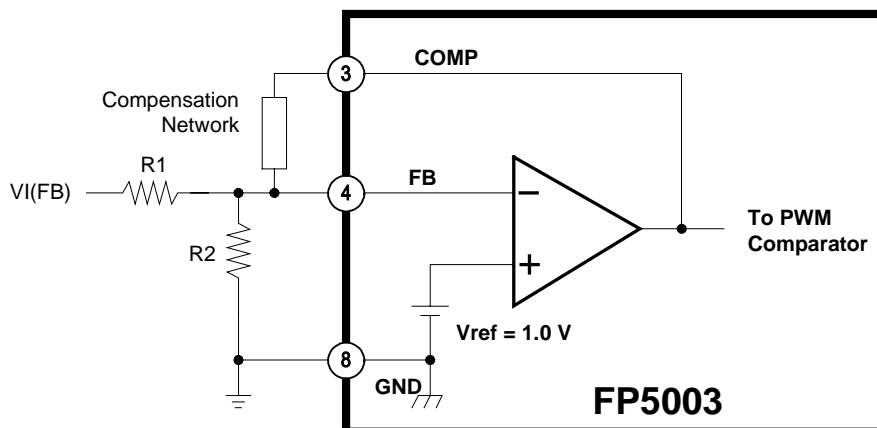 COMP
3
Compensation
Network
R1
VI(FB)
4
FB
−
R2
+
To PWM
Comparator
Vref = 1.0 V
8
GND
FP5003